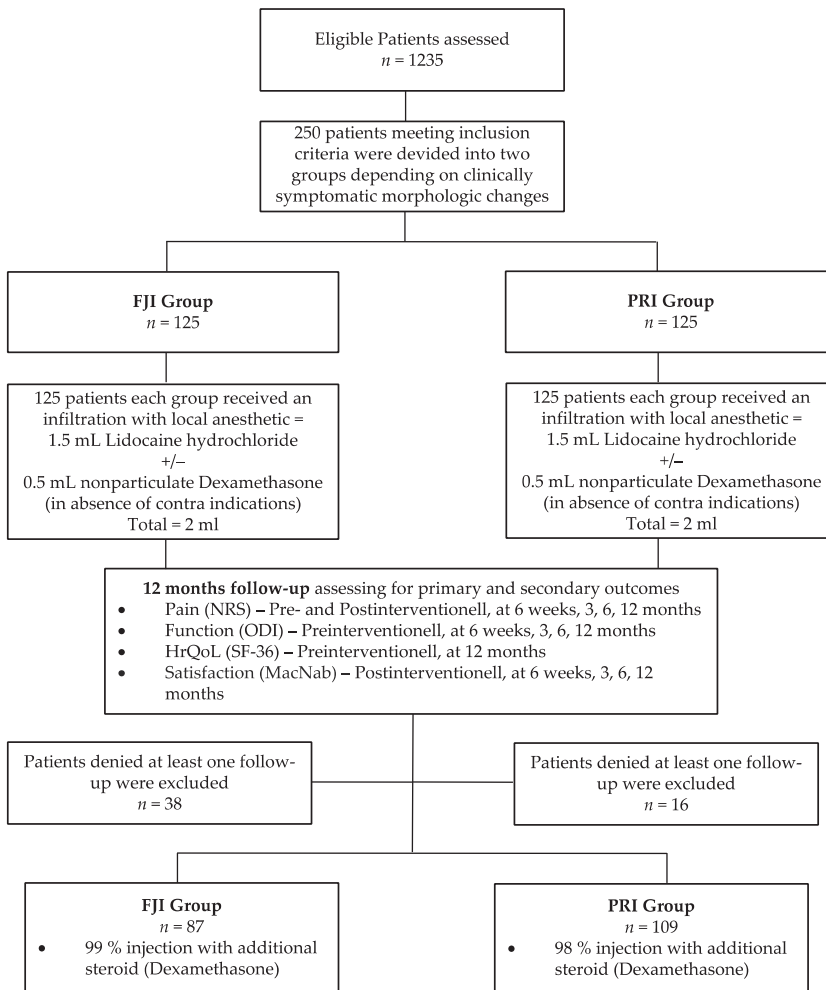 Eligible Patients assessed
n = 1235
250 patients meeting inclusion
criteria were devided into two
groups depending on clinically
symptomatic morphologic changes
FJI Group
n = 125
PRI Group
n = 125
125 patients each group received an
infiltration with local anesthetic =
1.5 mL Lidocaine hydrochloride
+/–
0.5 mL nonparticulate Dexamethasone
(in absence of contra indications)
Total = 2 ml
125 patients each group received an
infiltration with local anesthetic =
1.5 mL Lidocaine hydrochloride
+/–
0.5 mL nonparticulate Dexamethasone
(in absence of contra indications)
Total = 2 ml
12 months follow-up assessing for primary and secondary outcomes
• Pain (NRS) – Pre- and Postinterventionell, at 6 weeks, 3, 6, 12 months
• Function (ODI) – Preinterventionell, at 6 weeks, 3, 6, 12 months
• HrQoL (SF-36) – Preinterventionell, at 12 months
• Satisfaction (MacNab) – Postinterventionell, at 6 weeks, 3, 6, 12
months
Patients denied at least one follow-
up were excluded
n = 38
Patients denied at least one follow-
up were excluded
n = 16
FJI Group
n = 87
• 99 % injection with additional
steroid (Dexamethasone)
PRI Group
n = 109
• 98 % injection with additional
steroid (Dexamethasone)